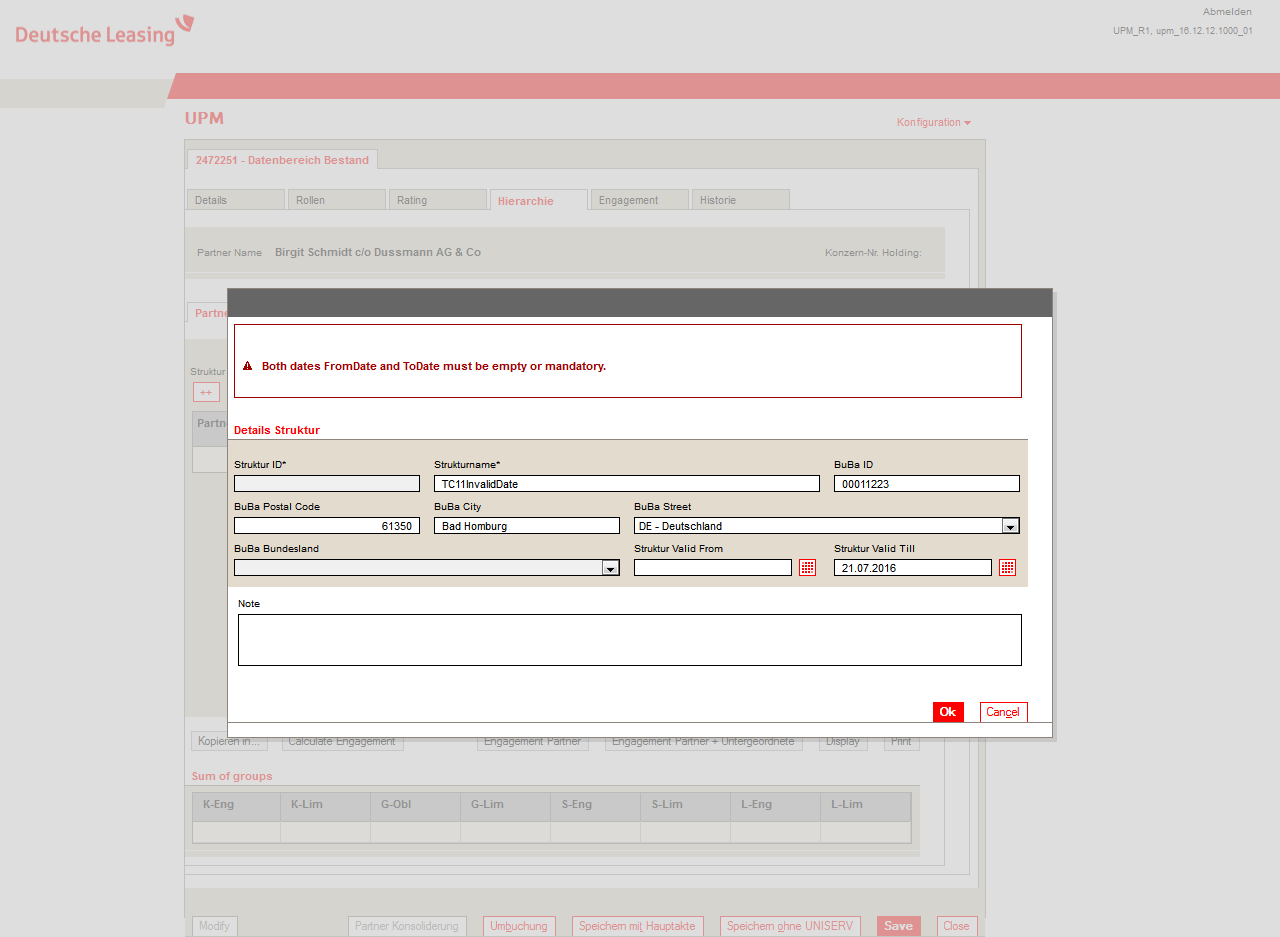 Deutsche Leasing
Abmelden
UPM_R1, upm_16.12.12.1000_01
UPM
Konfiguration
2472251 - Datenbereich Bestand
Details Rollen Rating Hierarchie Engagement Historie
Partner Name Birgit Schmidt c/o Dussmann AG & Co Konzern-Nr. Holding:
Partne
Both dates FromDate and ToDate must be empty or mandatory.
Struktur
++
Partn
Details Struktur
Struktur ID* Strukturname* BuBa ID
TC11InvalidDate 00011223
BuBa Postal Code BuBa City BuBa Street
61350 Bad Homburg DE - Deutschland
BuBa Bundesland Struktur Valid From Struktur Valid Till
21.07.2016
Note
Ok Cancel
Kopieren in... Calculate Engagement Engagement Partner Engagement Partner + Untergeordnete Display Print
Sum of groups
K-Eng K-Lim G-Obl G-Lim S-Eng S-Lim L-Eng L-Lim
Modify Partner Konsolidierung Umbuchung Speichern mit Hauptakte Speichern ohne UNISERV Save Close